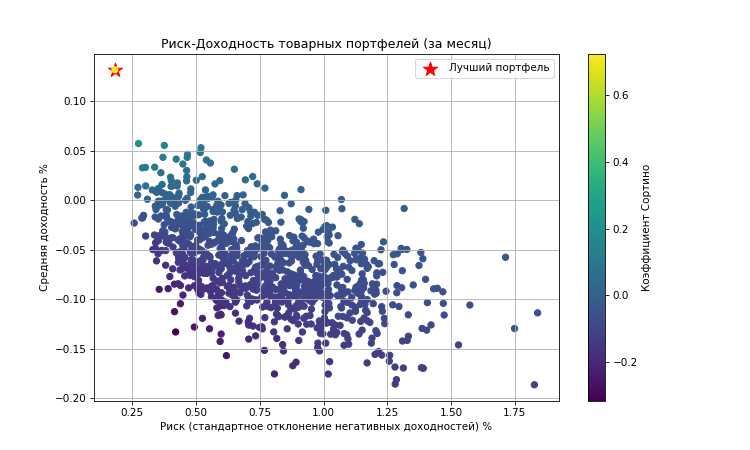 Риск-Доходность товарных портфелей (за месяц)
Лучший портфель
Средняя доходность %
0.10
0.05
0.00
−0.05
−0.10
−0.15
−0.20
0.25 0.50 0.75 1.00 1.25 1.50 1.75
Риск (стандартное отклонение негативных доходностей) %
0.6
0.4
0.2
0.0
−0.2
Коэффициент Сортино